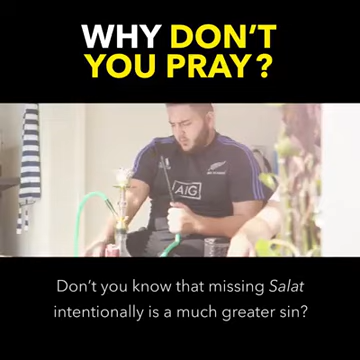 WHY DON'T
YOU PRAY?
AIG
Don't you know that missing Salat
intentionally is a much greater sin?